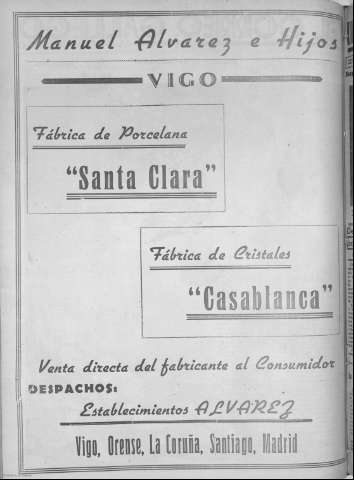 Manuel Alvarez e Hijos
VIGO
Fábrica de Porcelana
"Santa Clara"
Fábrica de Cristales
"Casablanca"
Venta directa del fabricante al Consumidor
DESPACHOS:
Establecimientos ALVAREZ
Vigo, Orense, La Coruña, Santiago, Madrid